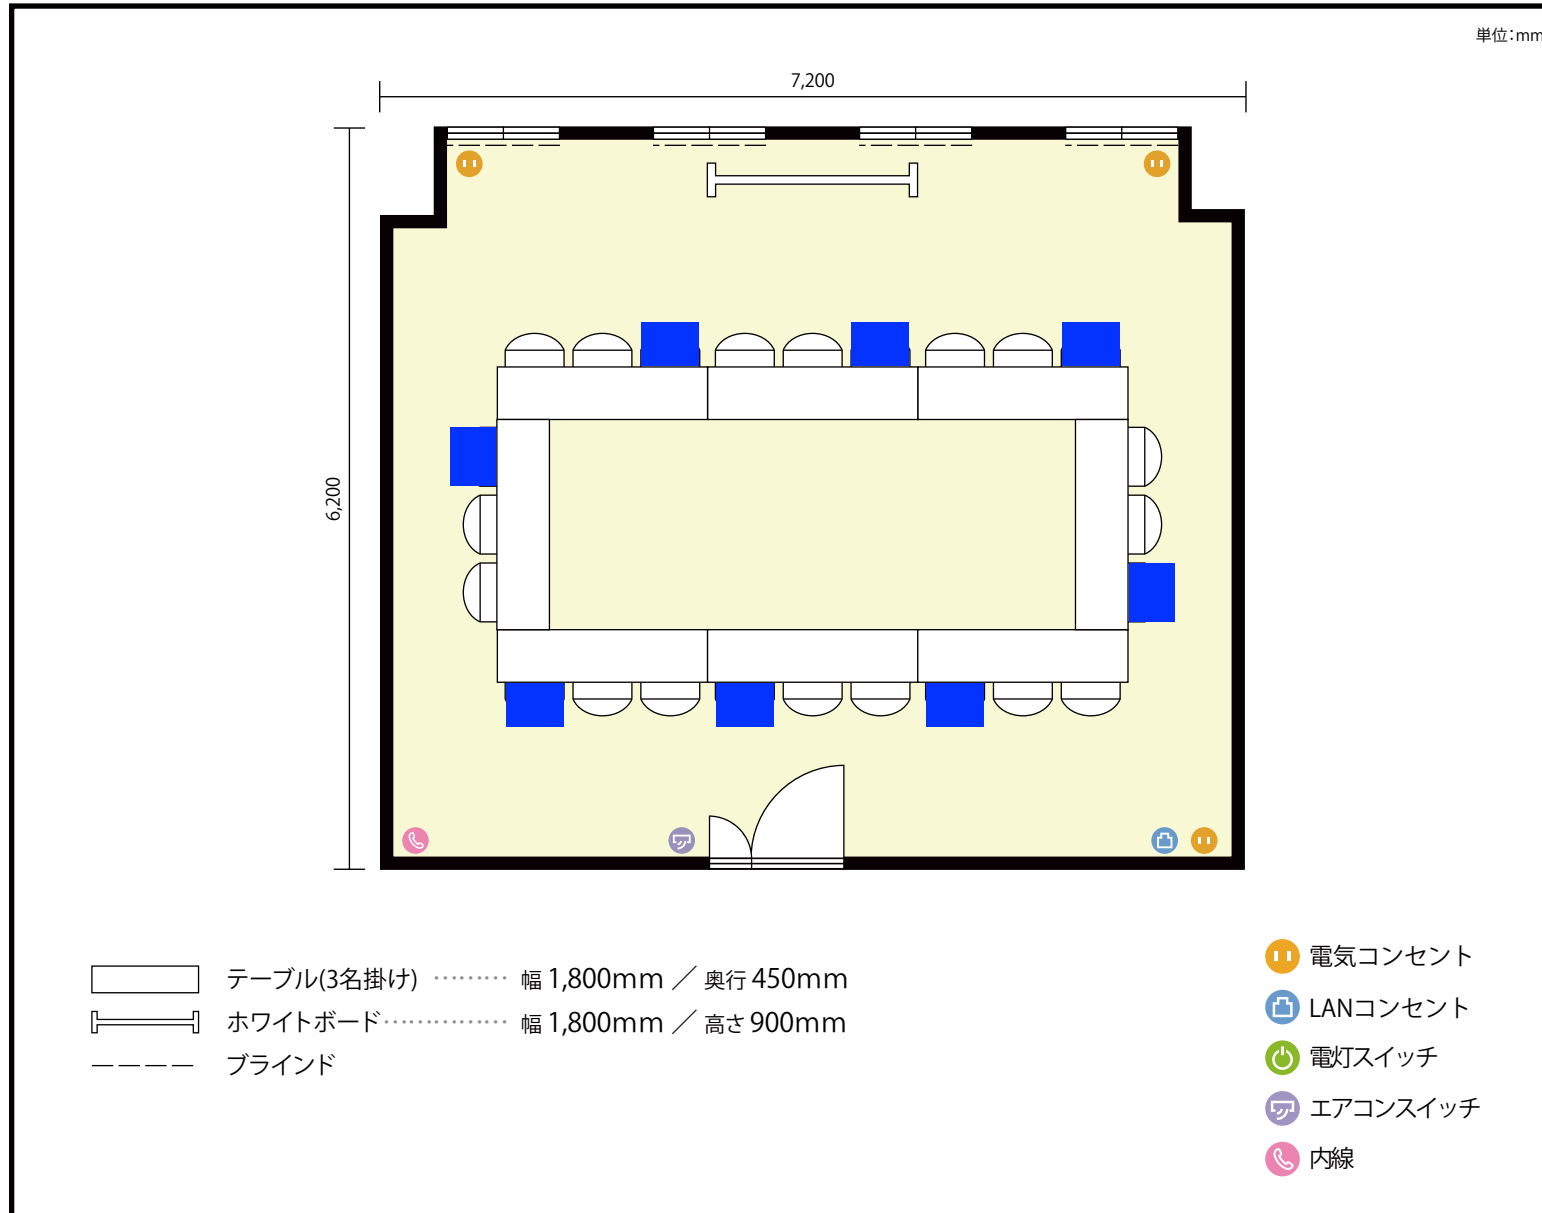 単位:mm
7,200
6,200
テーブル(3名掛け) ········· 幅 1,800mm ／ 奥行 450mm
ホワイトボード ··············· 幅 1,800mm ／ 高さ 900mm
ブラインド
電気コンセント
LANコンセント
電灯スイッチ
エアコンスイッチ
内線